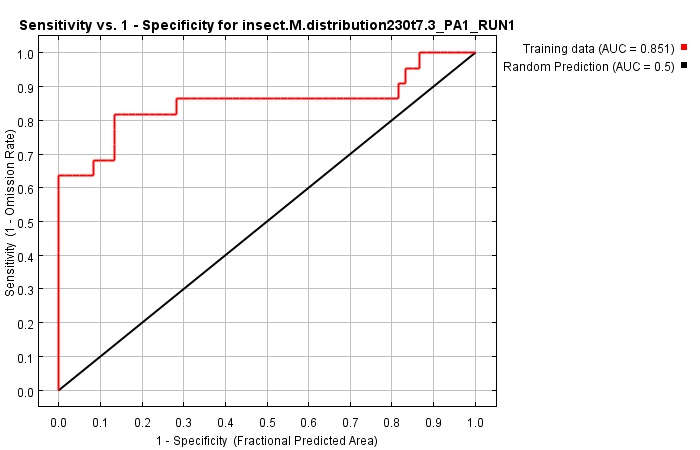 Sensitivity vs. 1 - Specificity for insect.M.distribution230t7.3_PA1_RUN1
Training data (AUC = 0.851)
Random Prediction (AUC = 0.5)
Sensitivity (1 - Omission Rate)
1.0
0.9
0.8
0.7
0.6
0.5
0.4
0.3
0.2
0.1
0.0
0.0 0.1 0.2 0.3 0.4 0.5 0.6 0.7 0.8 0.9 1.0
1 - Specificity (Fractional Predicted Area)